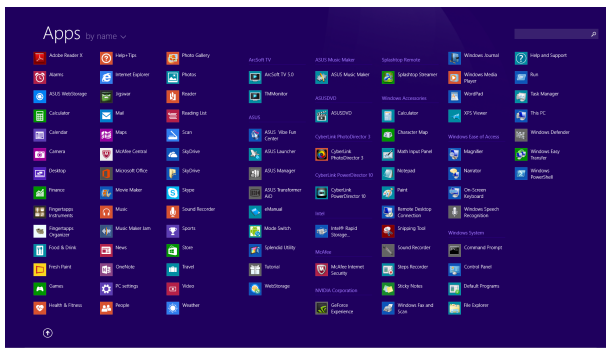 Apps by name
Adobe Reader X
Alarms
ASUS WebStorage
Calculator
Calendar
Camera
Desktop
Finance
Fingertapps
Instruments
Fingertapps
Organizer
Food & Drink
Fresh Paint
Games
Health & Fitness
Help+Tips
Internet Explorer
Jigswar
Mail
Maps
McAfee Central
Microsoft Office
Movie Maker
Music
Music Maker Jam
News
OneNote
PC settings
People
Photo Gallery
Photos
Reader
Reading List
Scan
SkyDrive
SkyDrive
Skype
Sound Recorder
Sports
Store
Travel
Video
Weather
ArcSoft TV
ArcSoft TV 5.0
TMMonitor
ASUS
ASUS Vibe Fun
Center
ASUS Launcher
ASUS Manager
ASUS Transformer
AiO
eManual
Mode Switch
Splendid Utility
Tutorial
WebStorage
ASUS Music Maker
ASUS Music Maker
ASUSDVD
ASUSDVD
CyberLink PhotoDirector 3
CyberLink
PhotoDirector 3
CyberLink PowerDirector 10
CyberLink
PowerDirector 10
Intel
Intel® Rapid
Storage...
McAfee
McAfee Internet
Security
NVIDIA Corporation
GeForce
Experience
Splashtop Remote
Splashtop Streamer
Windows Accessories
Calculator
Character Map
Math Input Panel
Notepad
Paint
Remote Desktop
Connection
Snipping Tool
Sound Recorder
Steps Recorder
Sticky Notes
Windows Fax and
Scan
Windows Journal
Windows Media
Player
WordPad
XPS Viewer
Windows Ease of Access
Magnifier
Narrator
On-Screen
Keyboard
Windows Speech
Recognition
Windows System
Command Prompt
Control Panel
Default Programs
File Explorer
Help and Support
Run
Task Manager
This PC
Windows Defender
Windows Easy
Transfer
Windows
PowerShell